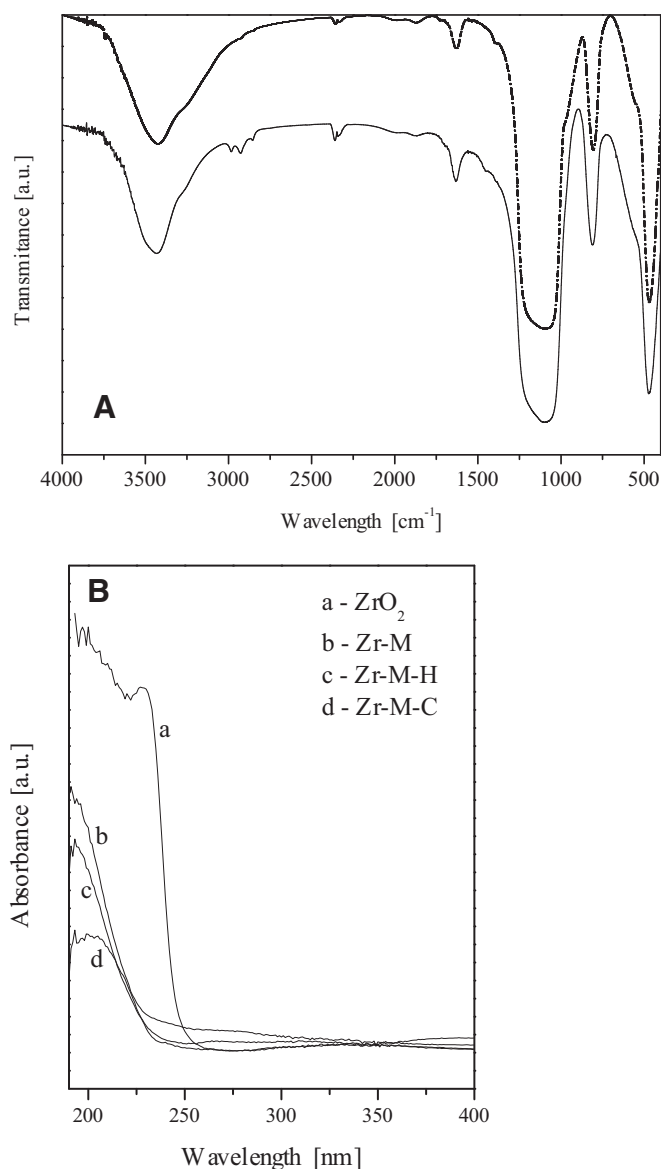 Transmitance [a.u.]
A
4000 3500 3000 2500 2000 1500 1000 500
Wavelength [cm⁻¹]
B
a - ZrO₂
b - Zr-M
c - Zr-M-H
d - Zr-M-C
a
b
c
d
Absorbance [a.u.]
200 250 300 350 400
Wavelength [nm]